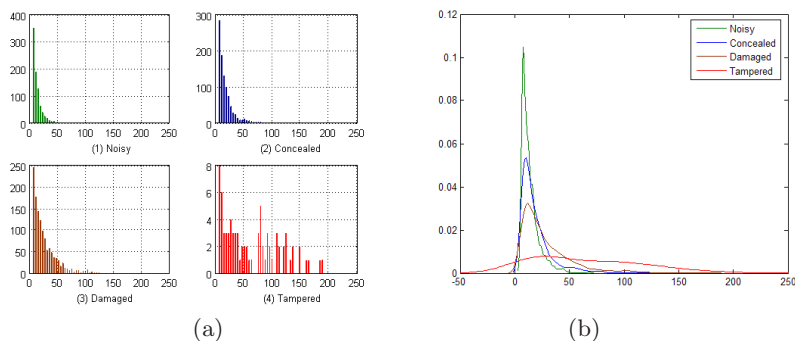 400
300
200
100
0
0 50 100 150 200 250
(1) Noisy
300
200
100
0
0 50 100 150 200 250
(2) Concealed
250
200
150
100
50
0
0 50 100 150 200 250
(3) Damaged
8
6
4
2
0
0 50 100 150 200 250
(4) Tampered
(a)
0.12
0.1
0.08
0.06
0.04
0.02
0
-50 0 50 100 150 200 250
Noisy
Concealed
Damaged
Tampered
(b)